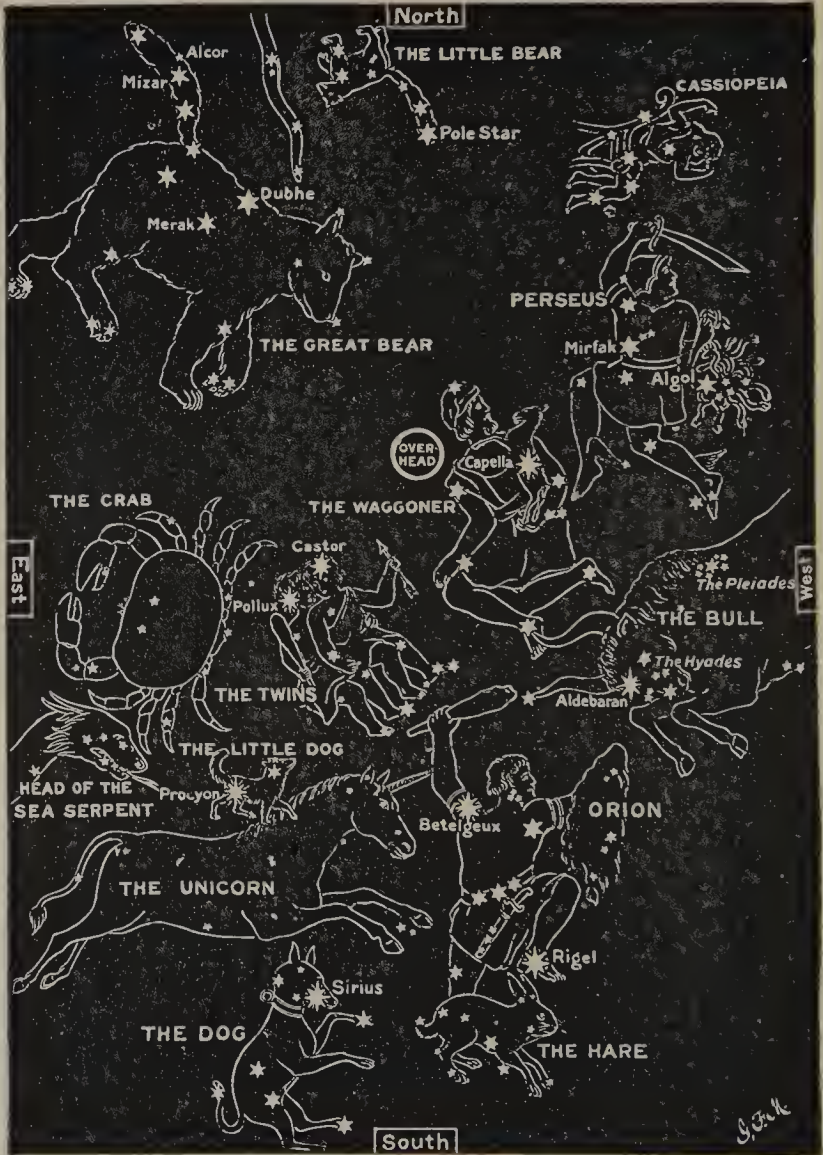 North
Alcor
THE LITTLE BEAR
Mizar
CASSIOPEIA
Pole Star
Dubhe
Merak
PERSEUS
THE GREAT BEAR
Mirfak
Algol
OVER-
HEAD
Capella
THE CRAB
THE WAGGONER
Castor
East
West
The Pleiades
Pollux
THE BULL
The Hyades
THE TWINS
Aldebaran
THE LITTLE DOG
HEAD OF THE
SEA SERPENT
Procyon
Betelgeux
ORION
THE UNICORN
Rigel
Sirius
THE DOG
THE HARE
South